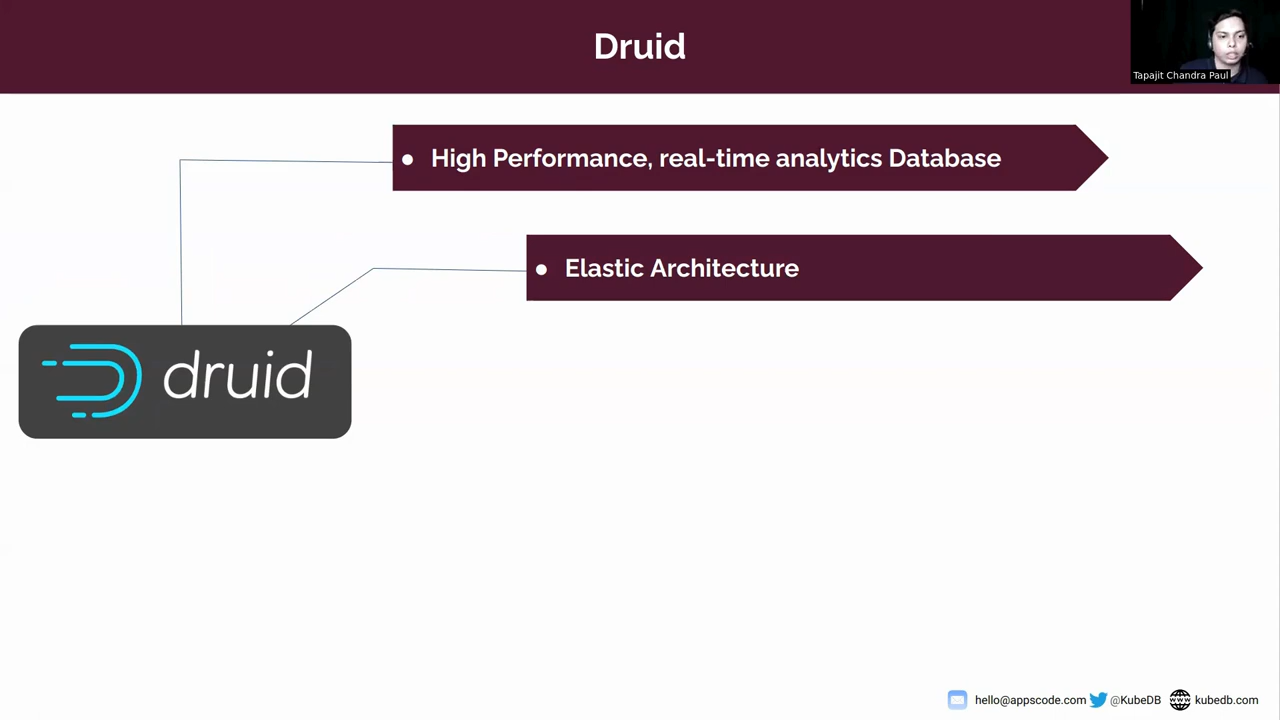 Druid
Tapajit Chandra Paul
● High Performance, real-time analytics Database
● Elastic Architecture
druid
hello@appscode.com @KubeDB www kubedb.com